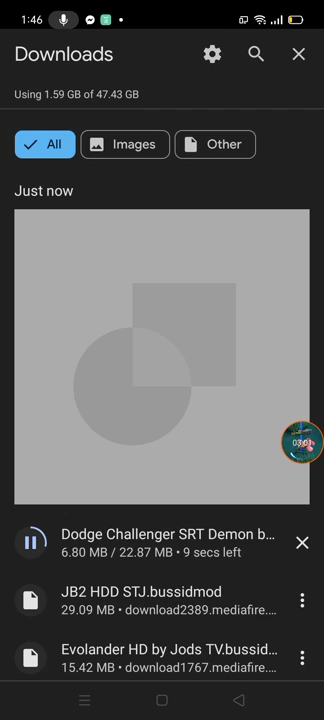 1:46
Downloads
Using 1.59 GB of 47.43 GB
All
Images
Other
Just now
03:01
Dodge Challenger SRT Demon b...
6.80 MB / 22.87 MB • 9 secs left
JB2 HDD STJ.bussidmod
29.09 MB • download2389.mediafire....
Evolander HD by Jods TV.bussid...
15.42 MB • download1767.mediafire....